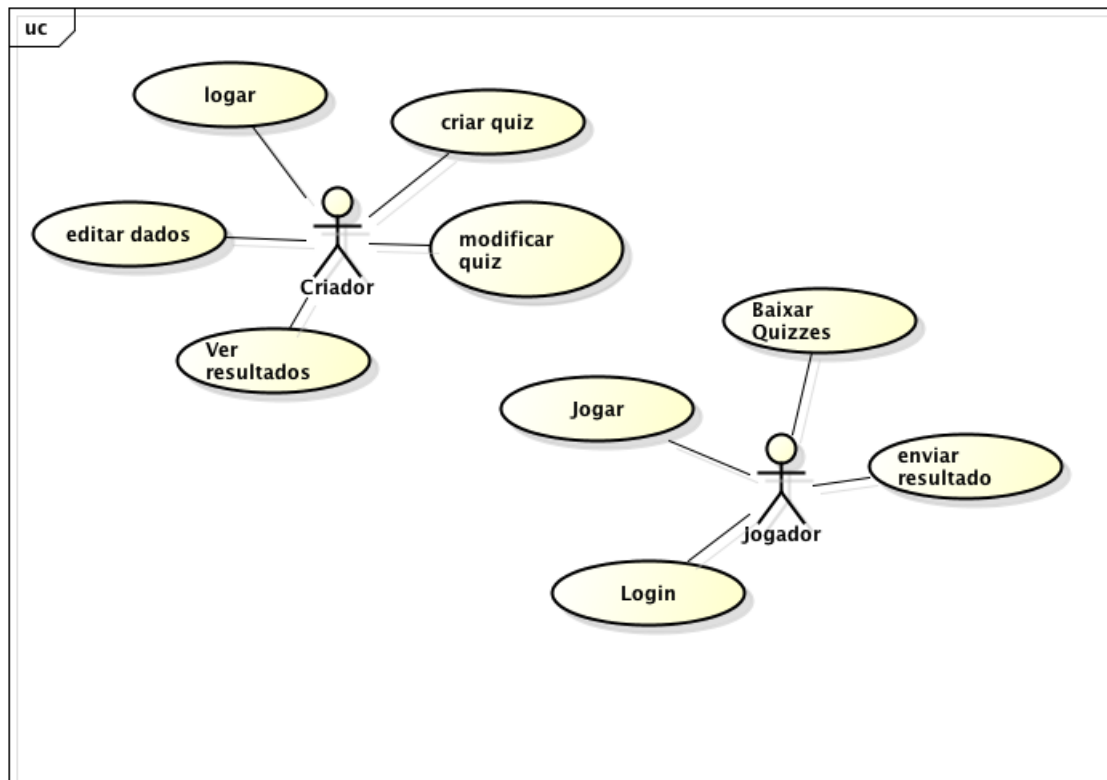 uc
logar
criar quiz
editar dados
modificar
quiz
Criador
Ver
resultados
Baixar
Quizzes
Jogar
enviar
resultado
Jogador
Login